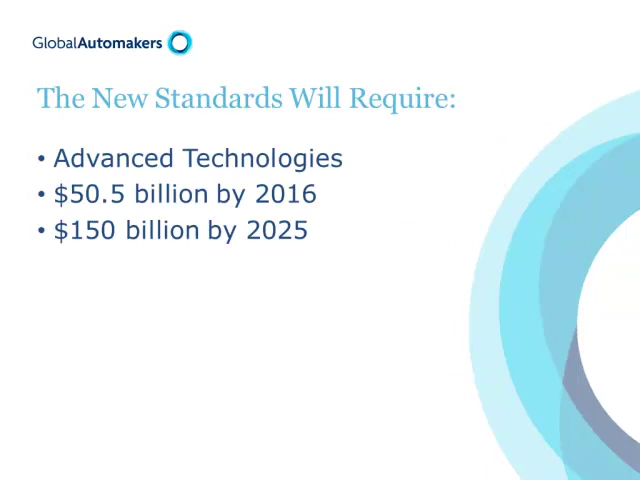 GlobalAutomakers
The New Standards Will Require:
• Advanced Technologies
• $50.5 billion by 2016
• $150 billion by 2025